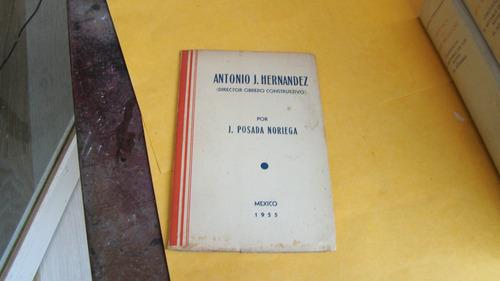 ANTONIO J. HERNANDEZ
(DIRECTOR OBRERO CONSTRUCTIVO)
POR
J. POSADA NORIEGA
MEXICO
1955